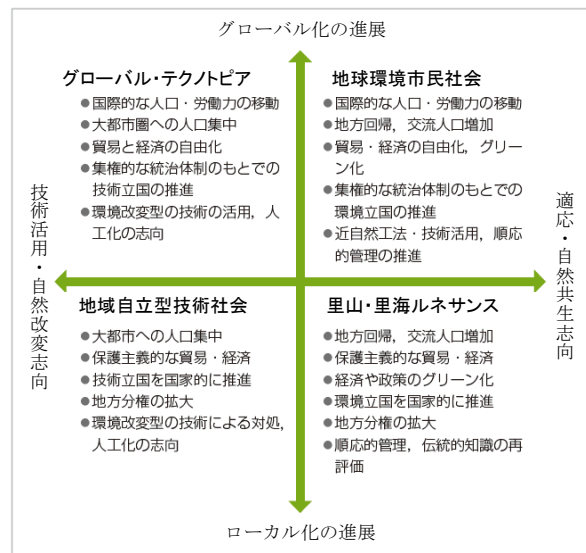 グローバル化の進展
グローバル・テクノトピア
●国際的な人口・労働力の移動
●大都市圏への人口集中
●貿易と経済の自由化
●集権的な統治体制のもとでの
技術立国の推進
●環境改変型の技術の活用，人
工化の志向
地球環境市民社会
●国際的な人口・労働力の移動
●地方回帰，交流人口増加
●貿易・経済の自由化，グリーン
化
●集権的な統治体制のもとでの
環境立国の推進
●近自然工法・技術活用，順応
的管理の推進
技術活用・自然改変志向
適応・自然共生志向
地域自立型技術社会
●大都市への人口集中
●保護主義的な貿易・経済
●技術立国を国家的に推進
●地方分権の拡大
●環境改変型の技術による対処，
人工化の志向
里山・里海ルネサンス
●地方回帰，交流人口増加
●保護主義的な貿易・経済
●経済や政策のグリーン化
●環境立国を国家的に推進
●地方分権の拡大
●順応的管理，伝統的知識の再
評価
ローカル化の進展